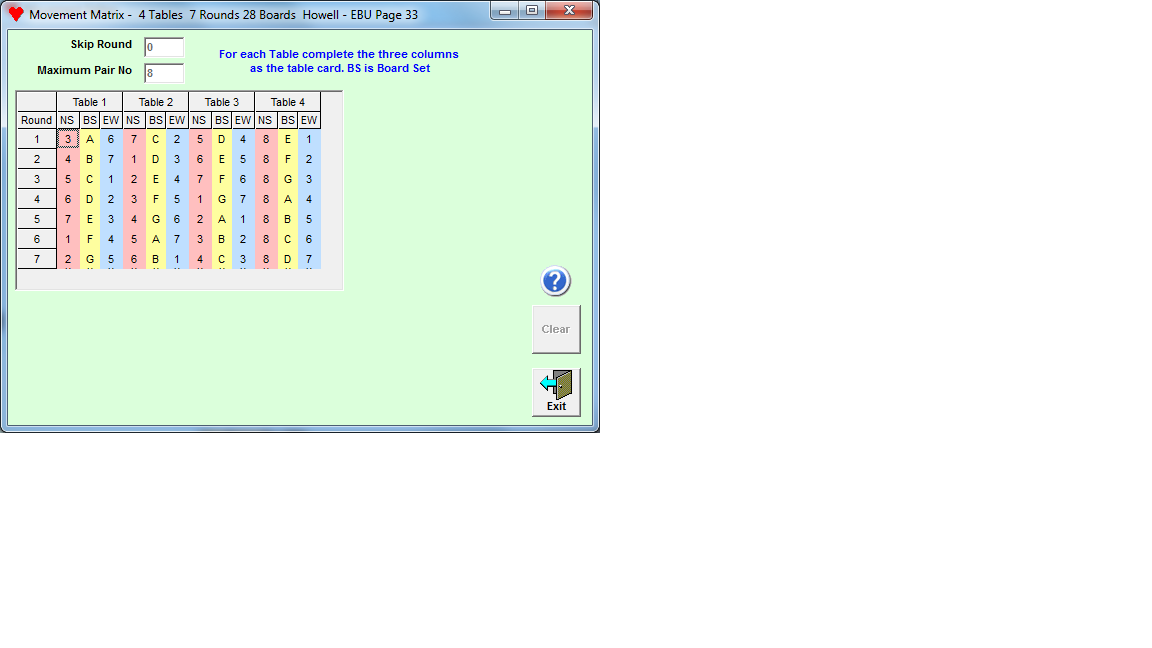 Movement Matrix -  4 Tables  7 Rounds 28 Boards  Howell - EBU Page 33
Skip Round 0
For each Table complete the three columns
as the table card. BS is Board Set
Maximum Pair No 8
Table 1 Table 2 Table 3 Table 4
Round NS BS EW NS BS EW NS BS EW NS BS EW
1 3 A 6 7 C 2 5 D 4 8 E 1
2 4 B 7 1 D 3 6 E 5 8 F 2
3 5 C 1 2 E 4 7 F 6 8 G 3
4 6 D 2 3 F 5 1 G 7 8 A 4
5 7 E 3 4 G 6 2 A 1 8 B 5
6 1 F 4 5 A 7 3 B 2 8 C 6
7 2 G 5 6 B 1 4 C 3 8 D 7
?
Clear
Exit